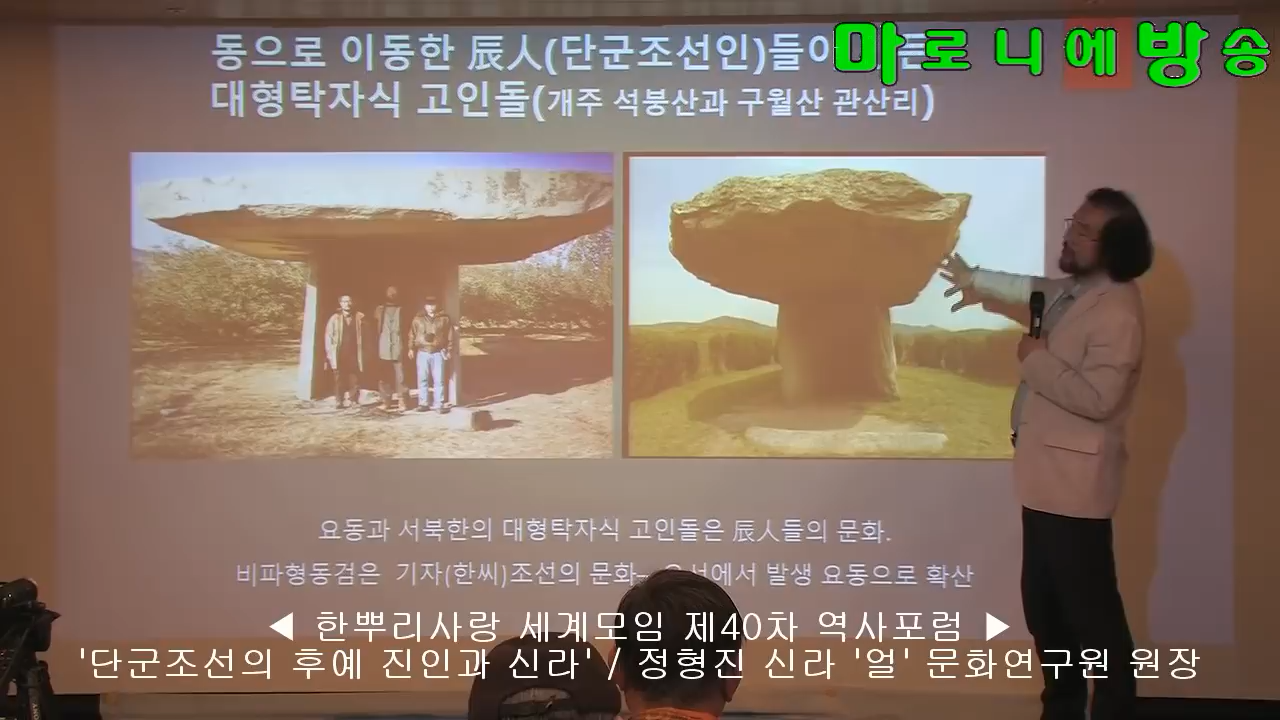 동으로 이동한 辰人(단군조선인)들이
마로니에방송
대형탁자식 고인돌(개주 석붕산과 구월산 관산리)
요동과 서북한의 대형탁자식 고인돌은 辰人들의 문화.
비파형동검은 기자(한씨)조선의 문화 발생 요동으로 확산
◀ 한뿌리사랑 세계모임 제40차 역사포럼 ▶
'단군조선의 후예 진인과 신라' / 정형진 신라 '얼' 문화연구원 원장